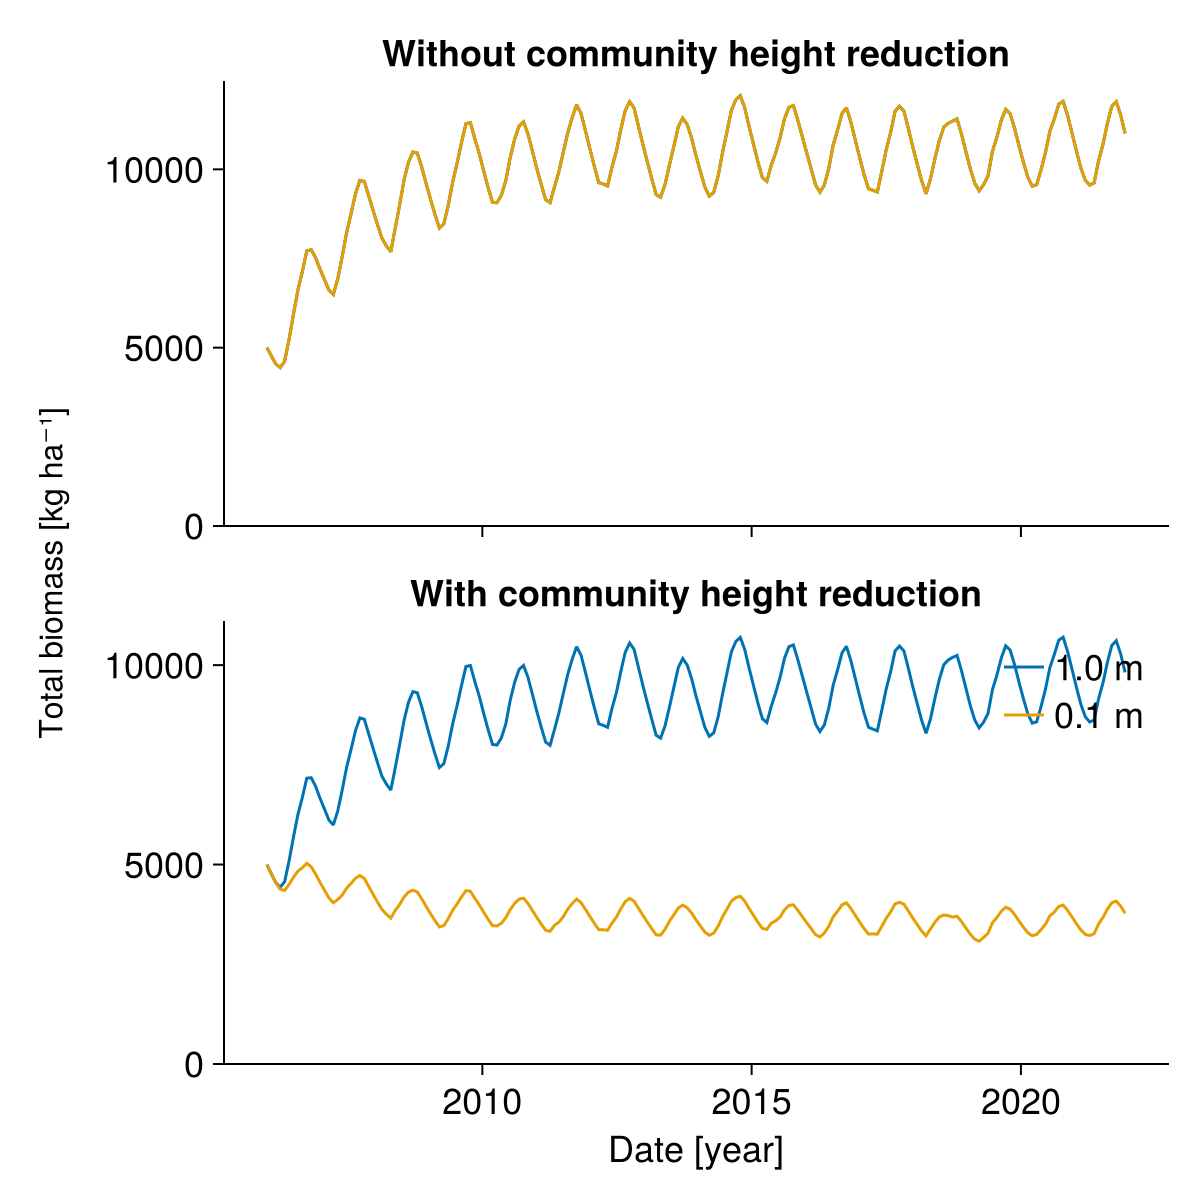 Without community height reduction
10000
5000
0
Total biomass [kg ha⁻¹]
With community height reduction
10000
5000
0
1.0 m
0.1 m
2010
2015
2020
Date [year]